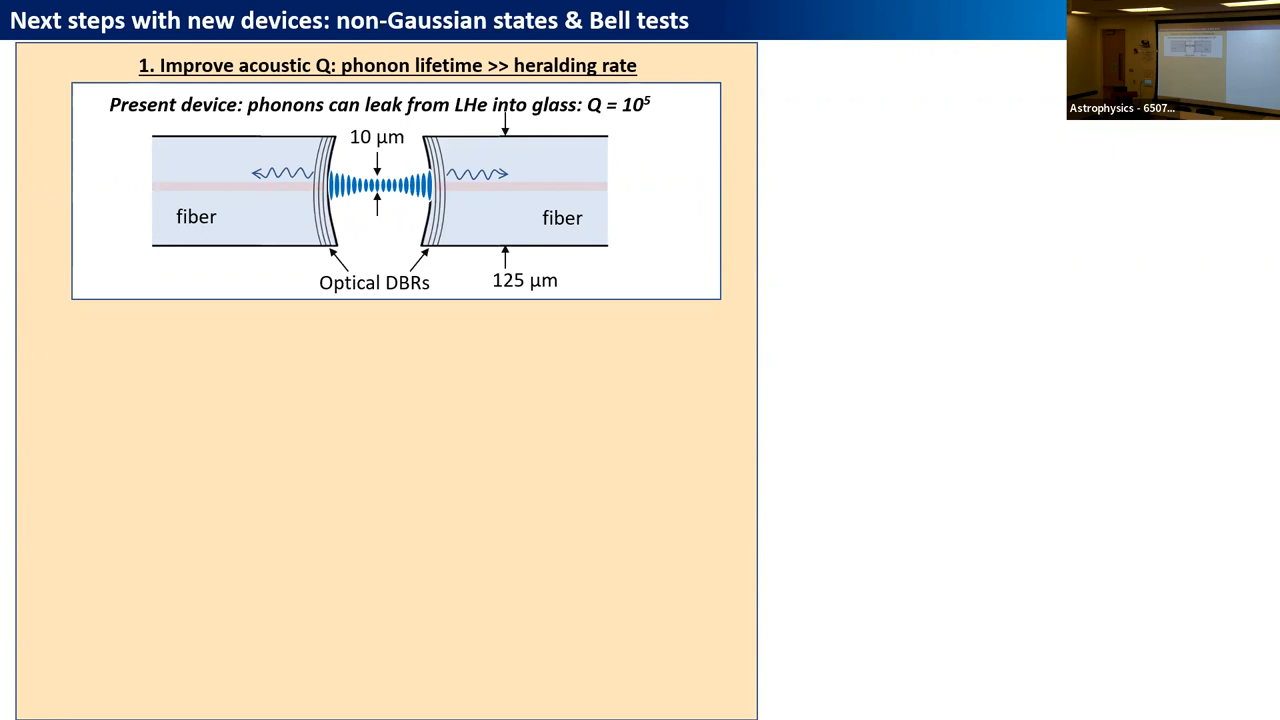 Next steps with new devices: non-Gaussian states & Bell tests
Astrophysics - 6507...
1. Improve acoustic Q: phonon lifetime >> heralding rate
Present device: phonons can leak from LHe into glass: Q = 10⁵
10 µm
fiber
fiber
Optical DBRs
125 µm